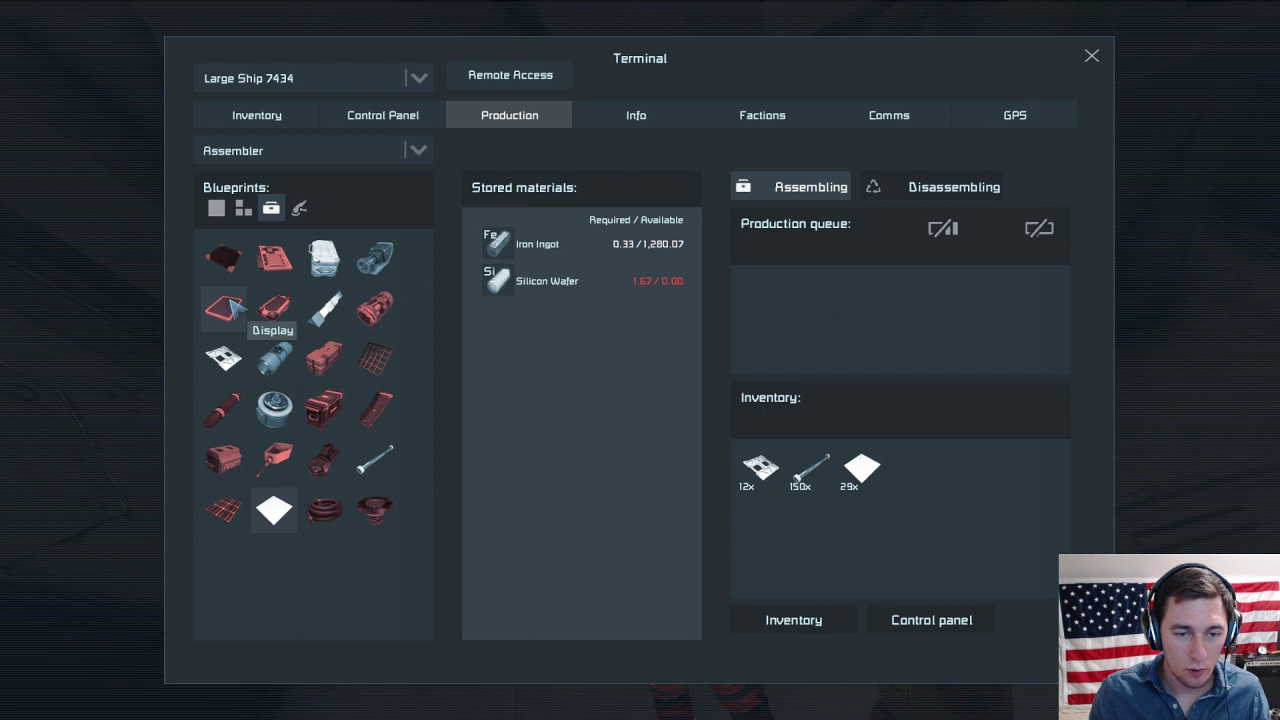 Terminal
Large Ship 7434
Remote Access
Inventory
Control Panel
Production
Info
Factions
Comms
GPS
Assembler
Blueprints:
Display
Stored materials:
Required / Available
Fe
Iron Ingot
0.33 / 1,280.07
Si
Silicon Wafer
1.67 / 0.00
Assembling
Disassembling
Production queue:
Inventory:
12x
150x
29x
Inventory
Control panel